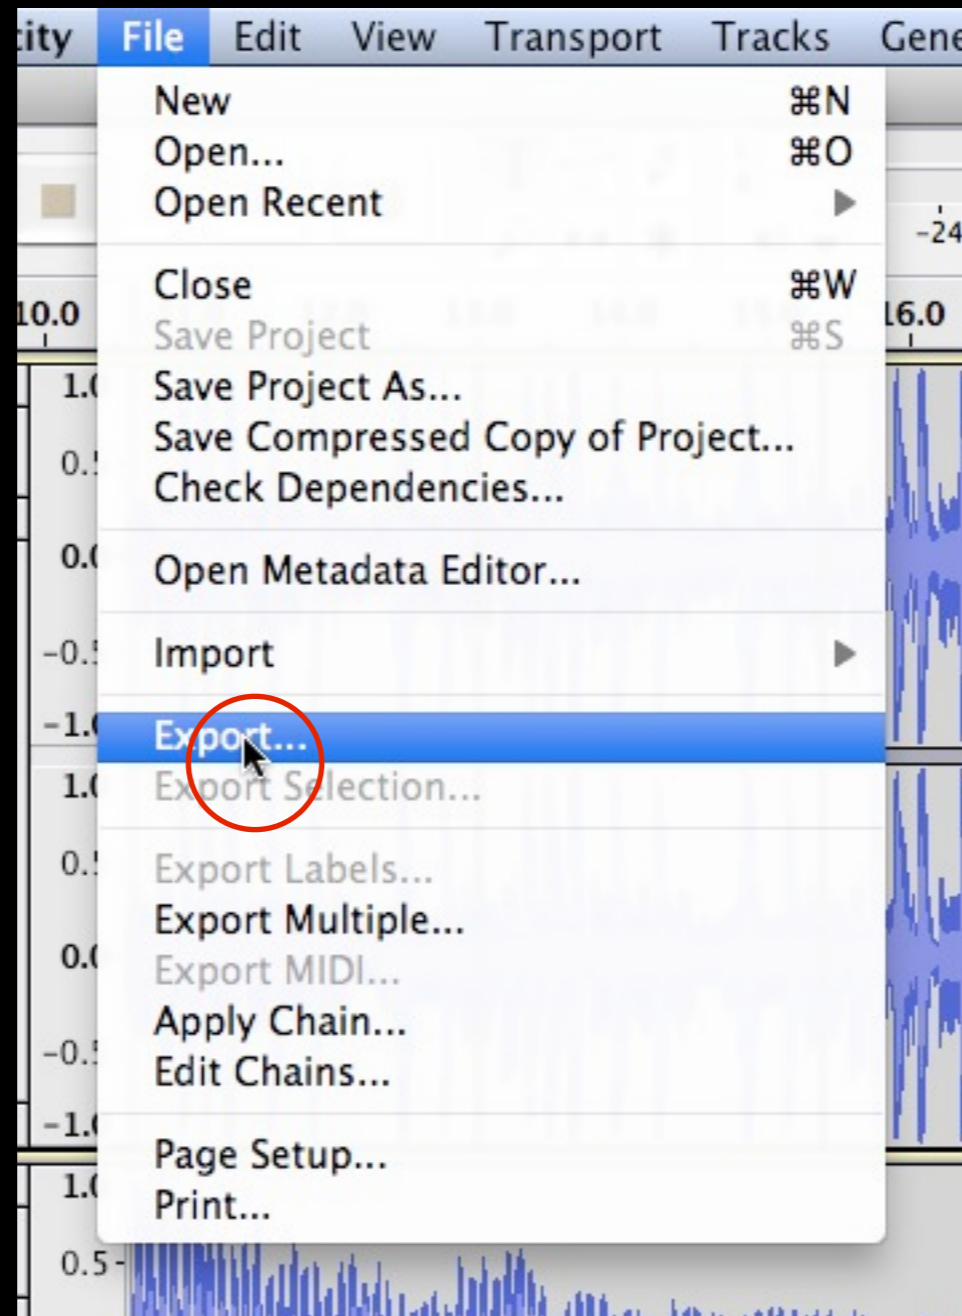 city File Edit View Transport Tracks Gene
New ⌘N
Open... ⌘O
Open Recent
-24
Close ⌘W
10.0 16.0
Save Project ⌘S
1.0
Save Project As...
Save Compressed Copy of Project...
0.5
Check Dependencies...
0.0
Open Metadata Editor...
-0.5
Import
-1.0
Export...
1.0
Export Selection...
0.5
Export Labels...
Export Multiple...
0.0
Export MIDI...
Apply Chain...
-0.5
Edit Chains...
-1.0
Page Setup...
1.0
Print...
0.5